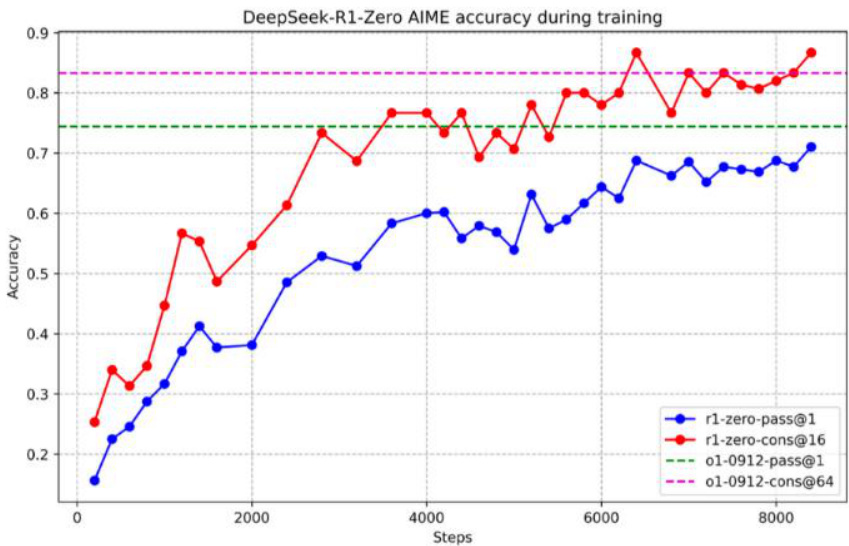 DeepSeek-R1-Zero AIME accuracy during training
0.9
0.8
0.7
0.6
0.5
0.4
0.3
0.2
Accuracy
0
2000
4000
6000
8000
Steps
r1-zero-pass@1
r1-zero-cons@16
o1-0912-pass@1
o1-0912-cons@64